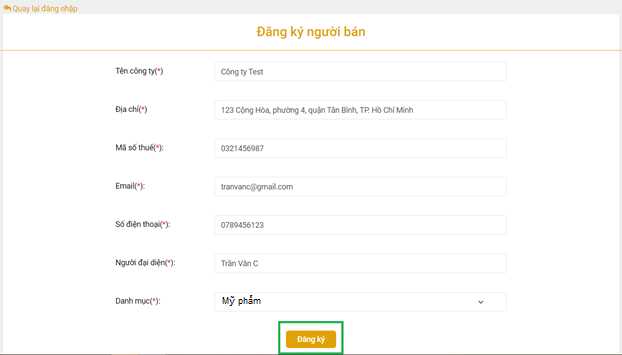 Quay lại đăng nhập
Đăng ký người bán
Tên công ty(*) Công ty Test
Địa chỉ(*) 123 Cộng Hòa, phường 4, quận Tân Bình, TP. Hồ Chí Minh
Mã số thuế(*): 0321456987
Email(*): tranvanc@gmail.com
Số điện thoại(*): 0789456123
Người đại diện(*): Trần Văn C
Danh mục(*): Mỹ phẩm
Đăng ký